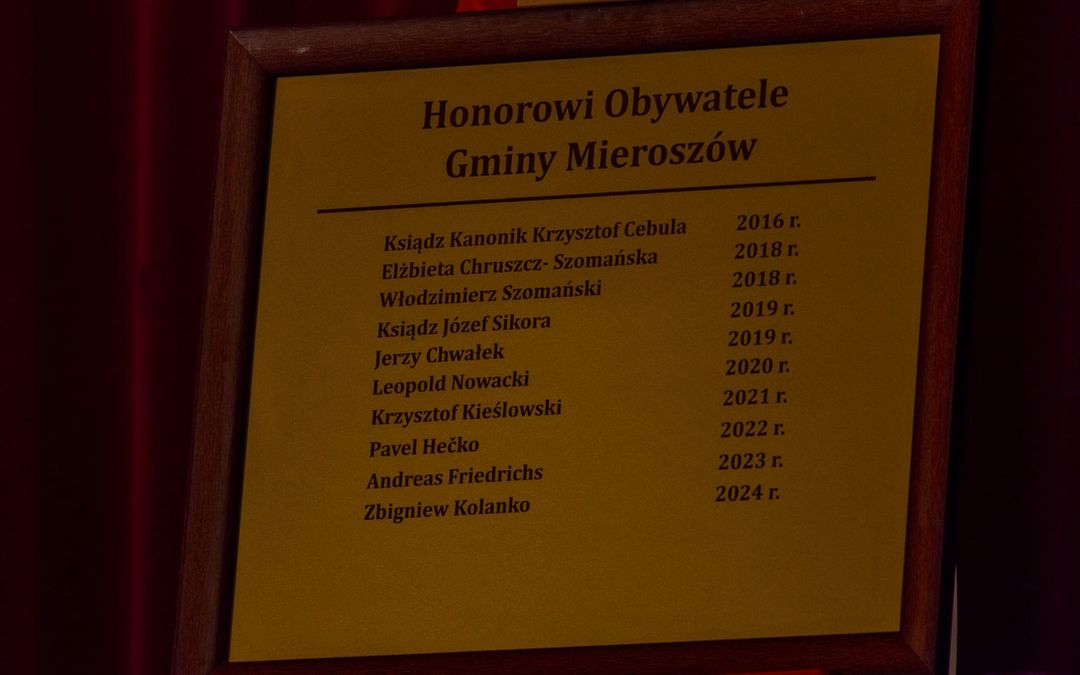 Honorowi Obywatele
Gminy Mieroszów
Ksiądz Kanonik Krzysztof Cebula 2016 r.
Elżbieta Chruszcz- Szomańska 2018 r.
Włodzimierz Szomański 2018 r.
Ksiądz Józef Sikora 2019 r.
Jerzy Chwałek 2019 r.
Leopold Nowacki 2020 r.
Krzysztof Kieślowski 2021 r.
Pavel Hečko 2022 r.
Andreas Friedrichs 2023 r.
Zbigniew Kolanko 2024 r.